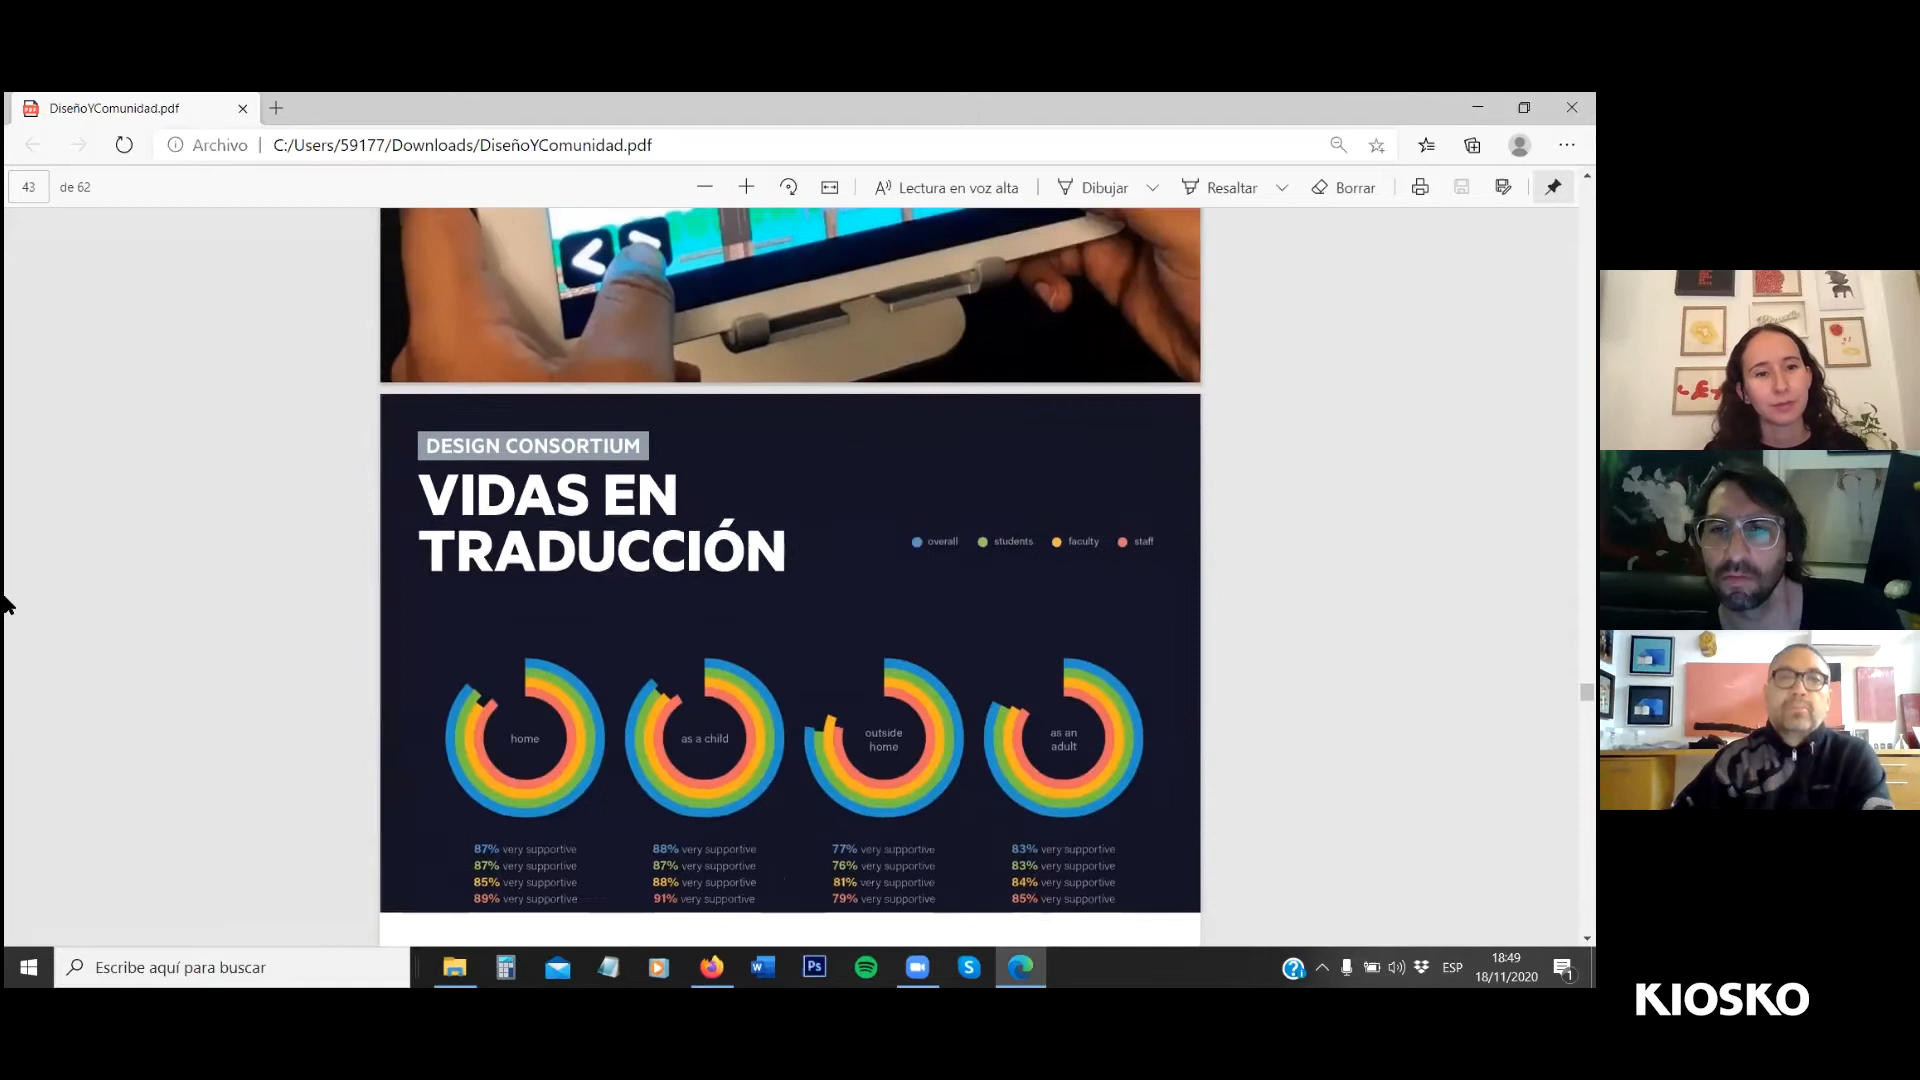 DiseñoYComunidad.pdf
Archivo
C:/Users/59177/Downloads/DiseñoYComunidad.pdf
43 de 62
Lectura en voz alta
Dibujar
Resaltar
Borrar
DESIGN CONSORTIUM
VIDAS EN
TRADUCCIÓN
overall students faculty staff
home
as a child
outside
home
as an
adult
87% very supportive
87% very supportive
85% very supportive
89% very supportive
88% very supportive
87% very supportive
88% very supportive
91% very supportive
77% very supportive
76% very supportive
81% very supportive
79% very supportive
83% very supportive
83% very supportive
84% very supportive
85% very supportive
Escribe aquí para buscar
Ps
ESP
18:49
18/11/2020
1
KIOSKO